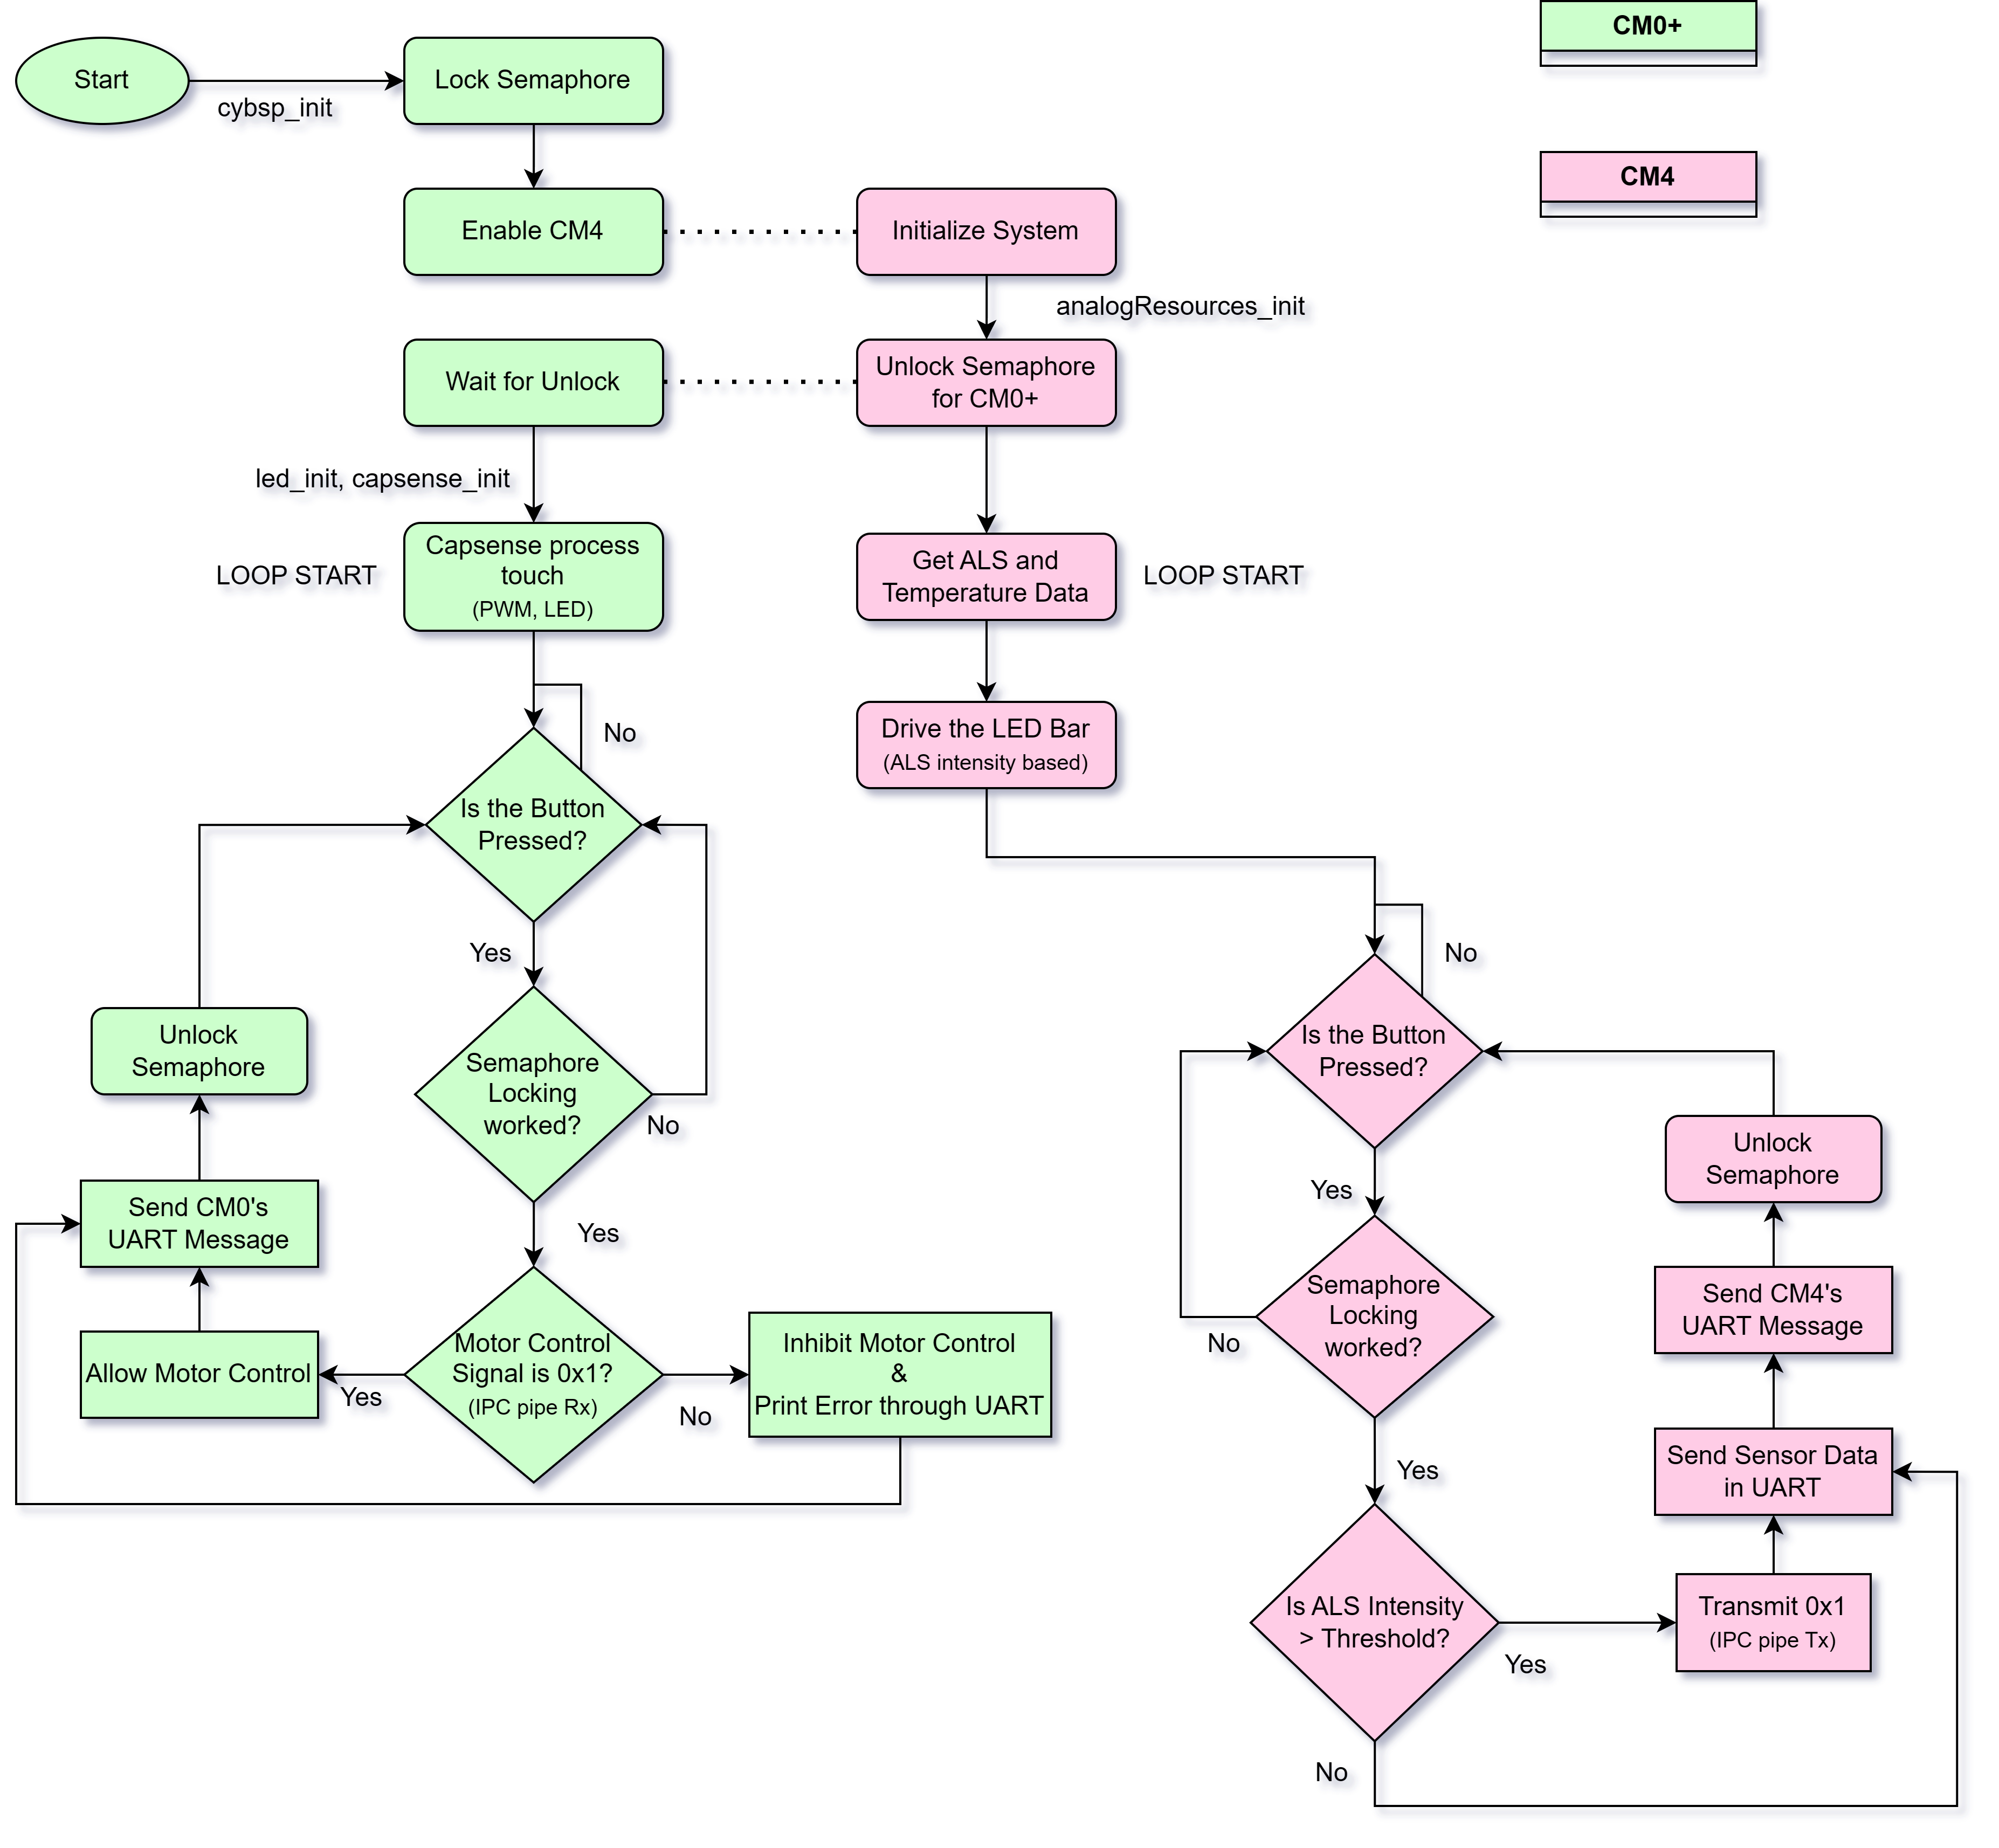 CM0+
Start
cybsp_init
Lock Semaphore
CM4
Enable CM4
Initialize System
analogResources_init
Wait for Unlock
Unlock Semaphore
for CM0+
led_init, capsense_init
LOOP START
Capsense process
touch
(PWM, LED)
Get ALS and
Temperature Data
LOOP START
Drive the LED Bar
(ALS intensity based)
No
Is the Button
Pressed?
Yes
Semaphore
Locking
worked?
No
Yes
Unlock
Semaphore
Send CM0's
UART Message
Allow Motor Control
Yes
Motor Control
Signal is 0x1?
(IPC pipe Rx)
No
Inhibit Motor Control
&
Print Error through UART
No
Is the Button
Pressed?
Yes
Semaphore
Locking
worked?
No
Yes
Is ALS Intensity
> Threshold?
Yes
No
Unlock
Semaphore
Send CM4's
UART Message
Send Sensor Data
in UART
Transmit 0x1
(IPC pipe Tx)